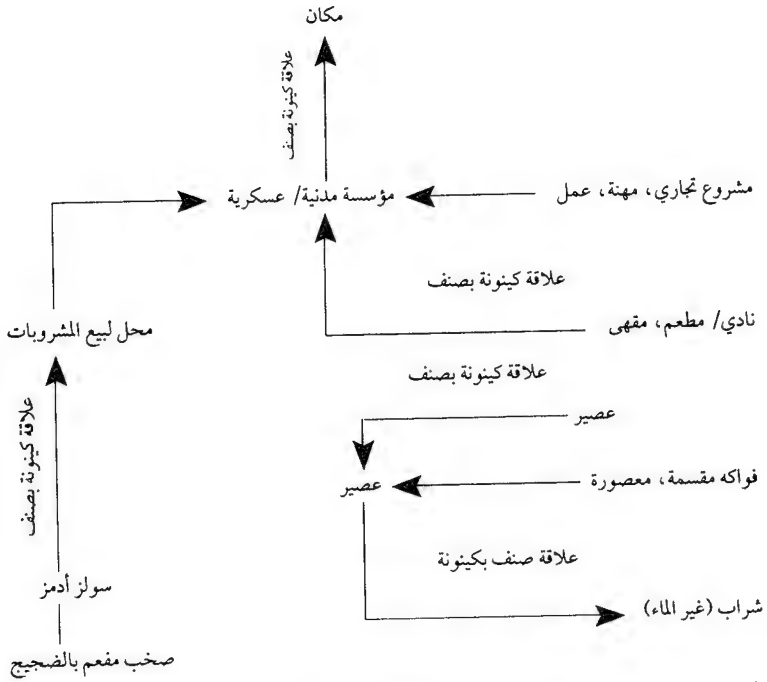 مكان
علاقة كينونة بصنف
مشروع تجاري، مهنة، عمل
مؤسسة مدنية/ عسكرية
علاقة كينونة بصنف
محل لبيع المشروبات
نادي/ مطعم، مقهى
علاقة كينونة بصنف
عصير
علاقة كينونة بصنف
فواكه مقسمة، معصورة
عصير
علاقة صنف بكينونة
سولز أدمز
شراب (غير الماء)
صخب مفعم بالضجيج